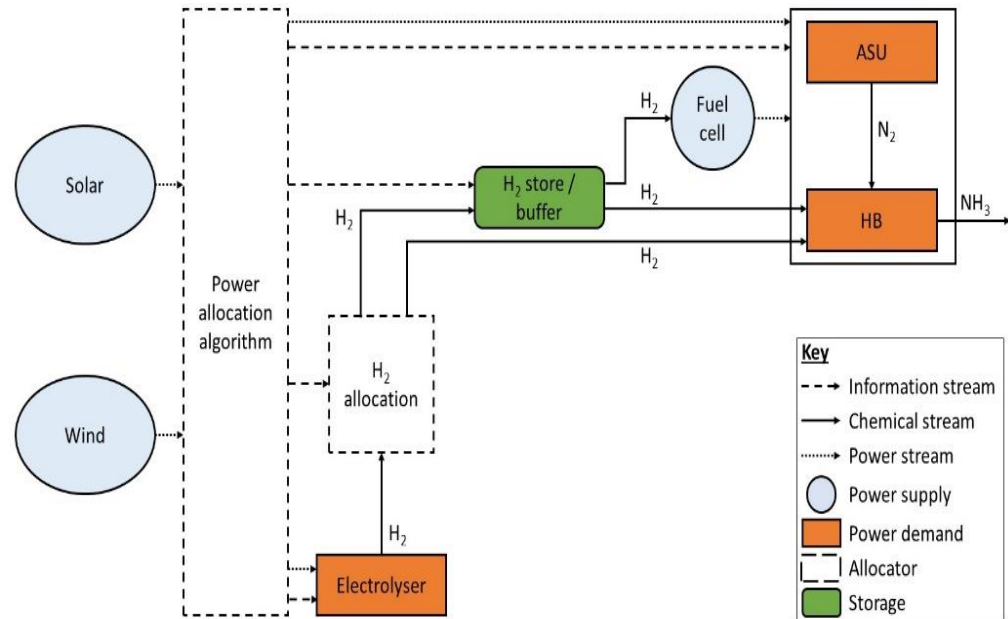 Solar
Wind
Power
allocation
algorithm
H₂
H₂
allocation
H₂
Electrolyser
H₂ store /
buffer
H₂
Fuel
cell
H₂
H₂
ASU
N₂
HB
NH₃
Key
Information stream
Chemical stream
Power stream
Power supply
Power demand
Allocator
Storage